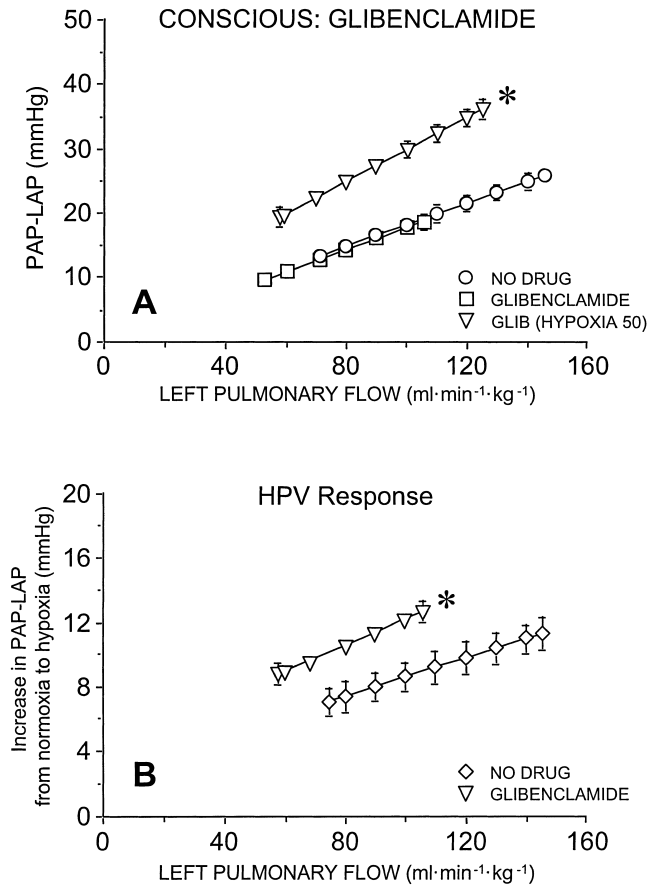 CONSCIOUS: GLIBENCLAMIDE
50
40
30
20
10
0
PAP-LAP (mmHg)
*
A
NO DRUG
GLIBENCLAMIDE
GLIB (HYPOXIA 50)
0 40 80 120 160
LEFT PULMONARY FLOW (ml·min⁻¹·kg⁻¹)
HPV Response
20
16
12
8
4
0
Increase in PAP-LAP
from normoxia to hypoxia (mmHg)
*
B
NO DRUG
GLIBENCLAMIDE
0 40 80 120 160
LEFT PULMONARY FLOW (ml·min⁻¹·kg⁻¹)